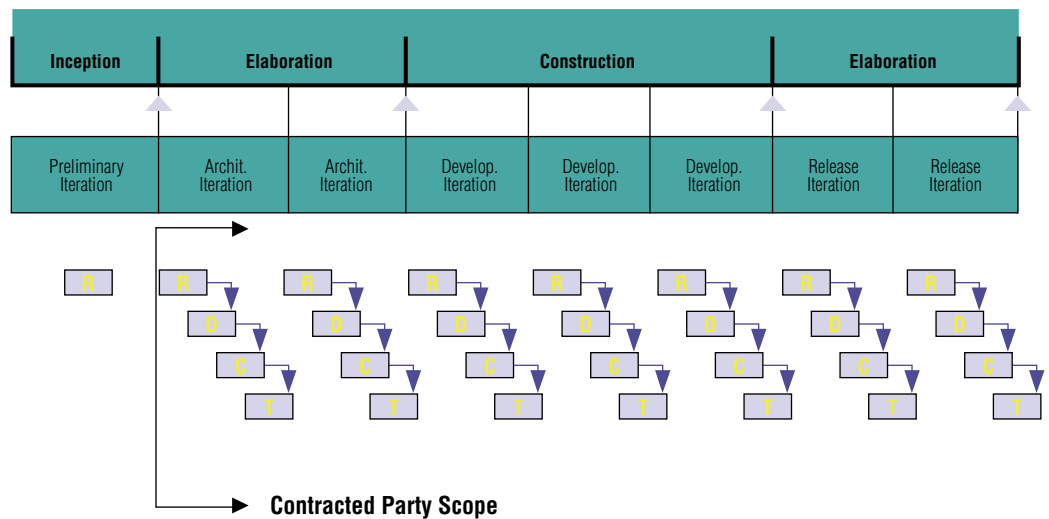 Inception Elaboration Construction Elaboration
Preliminary Iteration
Archit. Iteration
Archit. Iteration
Develop. Iteration
Develop. Iteration
Develop. Iteration
Release Iteration
Release Iteration
R R R R R R R R
D D D D D D D
C C C C C C C
T T T T T T T
Contracted Party Scope